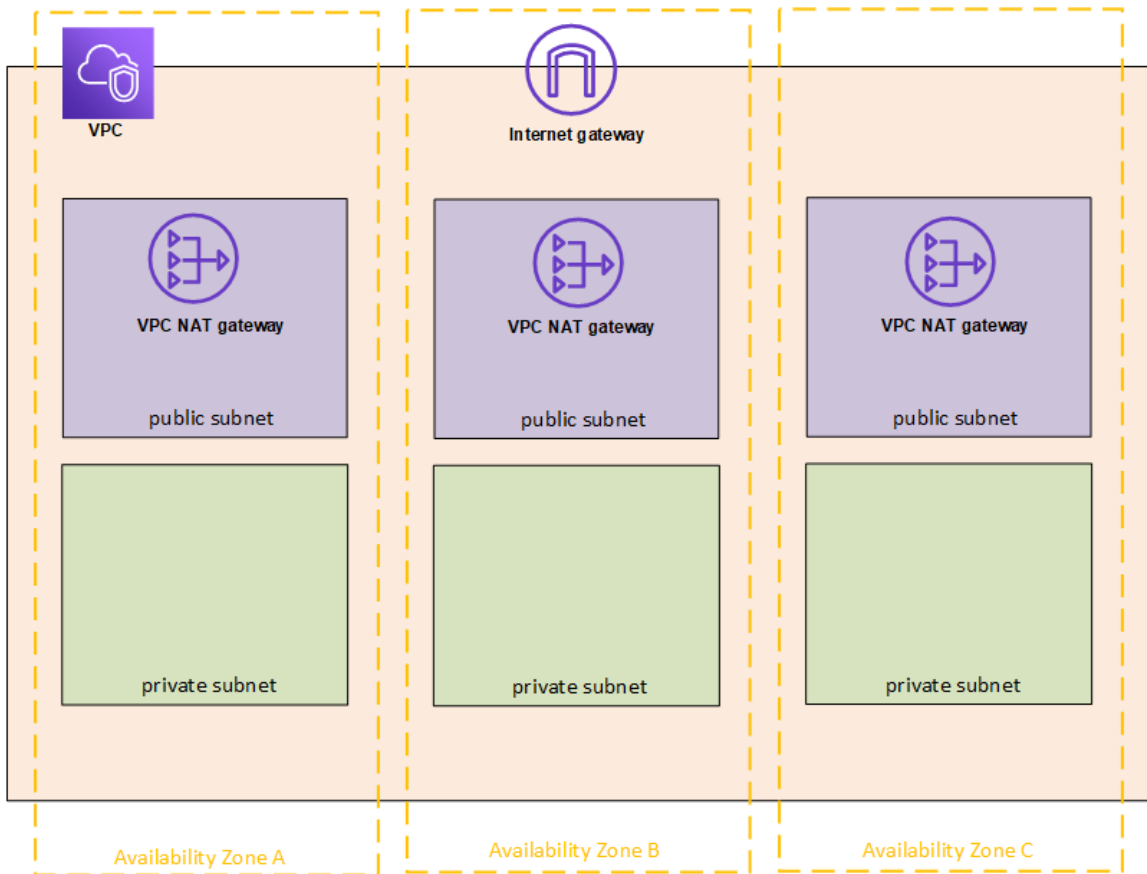 VPC
Internet gateway
VPC NAT gateway
VPC NAT gateway
VPC NAT gateway
public subnet
public subnet
public subnet
private subnet
private subnet
private subnet
Availability Zone A
Availability Zone B
Availability Zone C